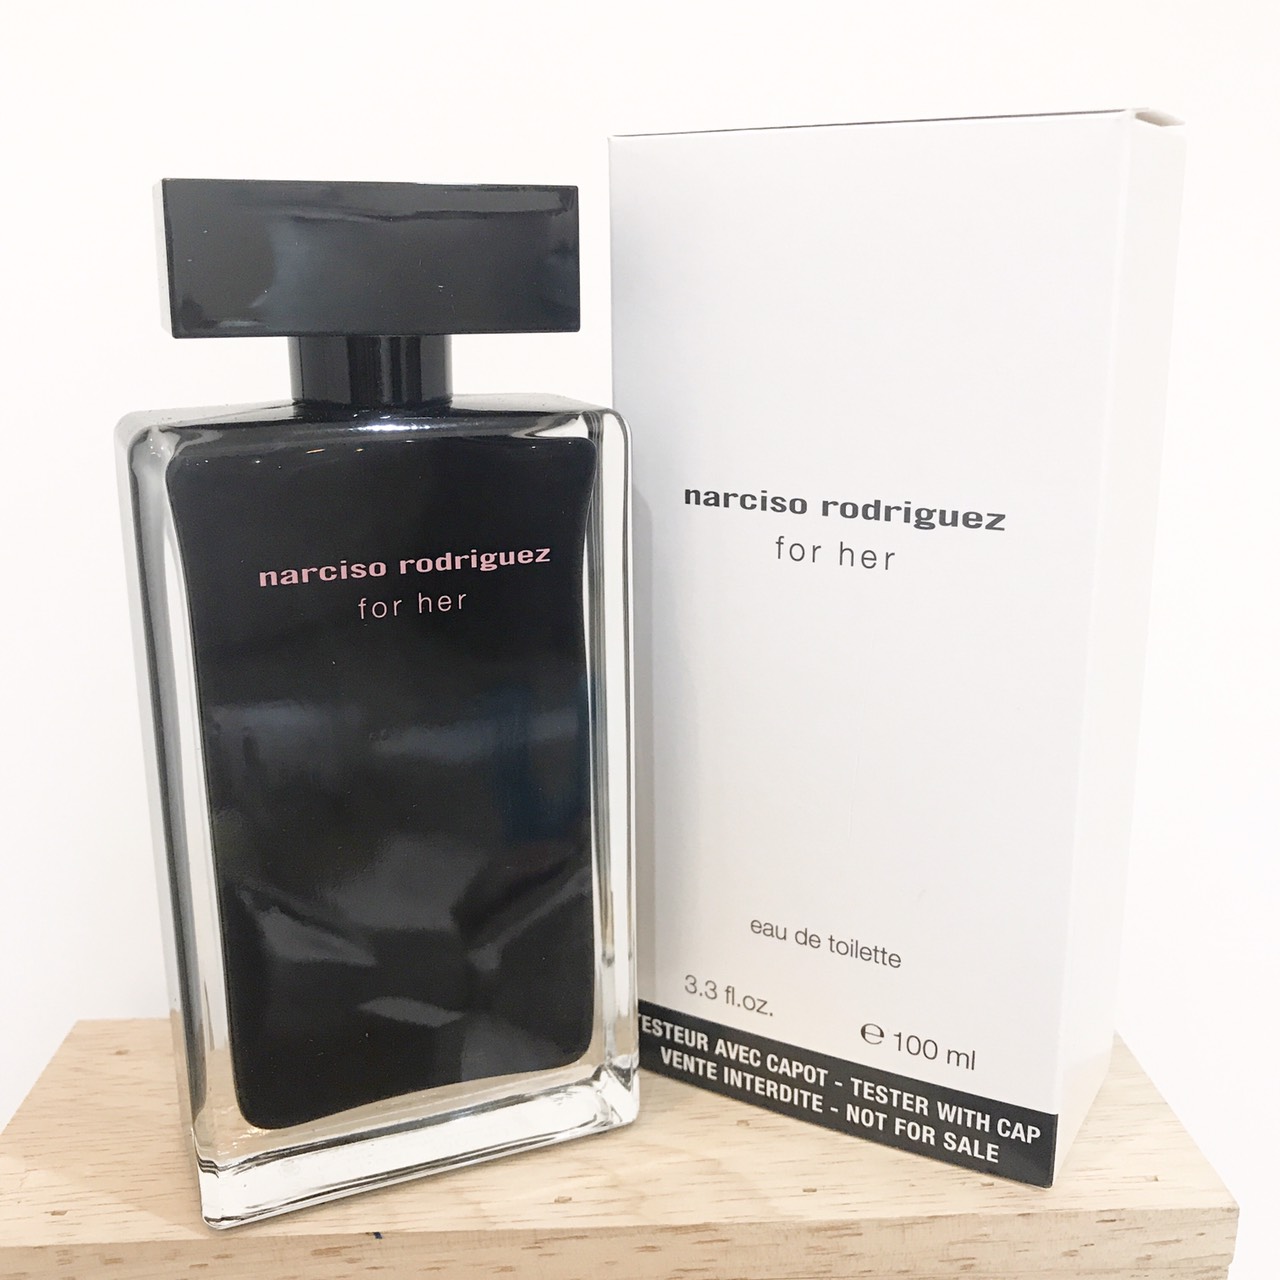 narciso rodriguez
for her
narciso rodriguez
for her
eau de toilette
3.3 fl.oz.
℮ 100 ml
TESTEUR AVEC CAPOT - TESTER WITH CAP
VENTE INTERDITE - NOT FOR SALE